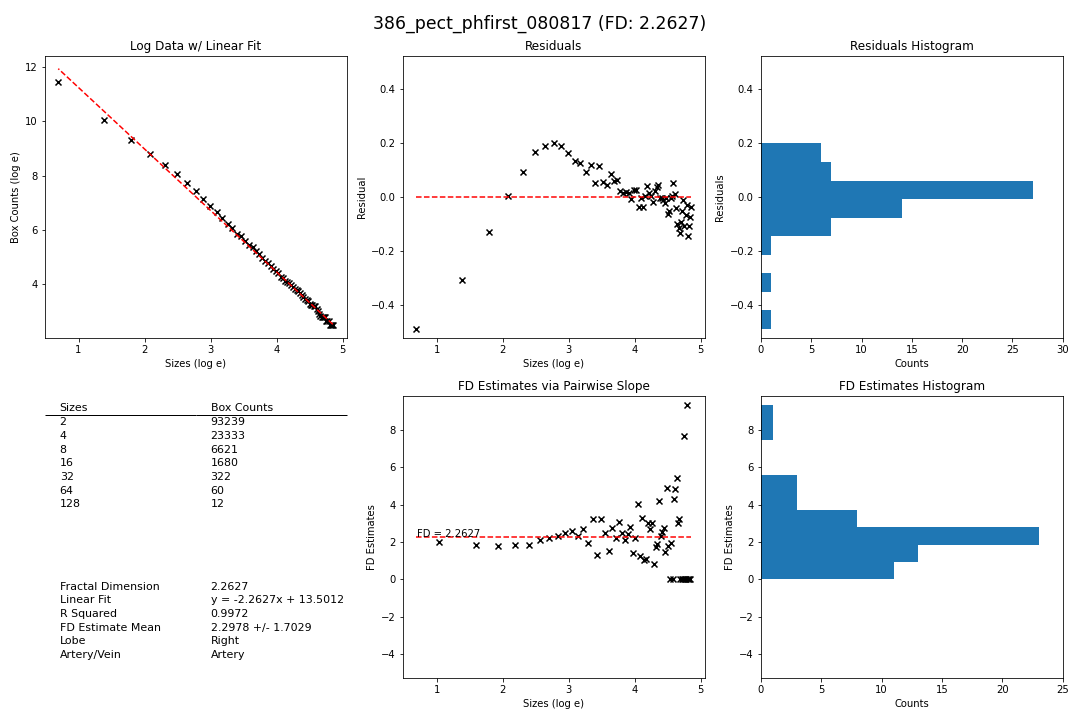 386_pect_phfirst_080817 (FD: 2.2627)
Log Data w/ Linear Fit
12
10
8
6
4
Box Counts (log e)
1 2 3 4 5
Sizes (log e)
Residuals
0.4
0.2
0.0
−0.2
−0.4
Residual
1 2 3 4 5
Sizes (log e)
Residuals Histogram
0.4
0.2
0.0
−0.2
−0.4
Residuals
0 5 10 15 20 25 30
Counts
Sizes Box Counts
2 93239
4 23333
8 6621
16 1680
32 322
64 60
128 12
Fractal Dimension 2.2627
Linear Fit y = -2.2627x + 13.5012
R Squared 0.9972
FD Estimate Mean 2.2978 +/- 1.7029
Lobe Right
Artery/Vein Artery
FD Estimates via Pairwise Slope
8
6
4
2
0
−2
−4
FD Estimates
FD = 2.2627
1 2 3 4 5
Sizes (log e)
FD Estimates Histogram
8
6
4
2
0
−2
−4
FD Estimates
0 5 10 15 20 25
Counts